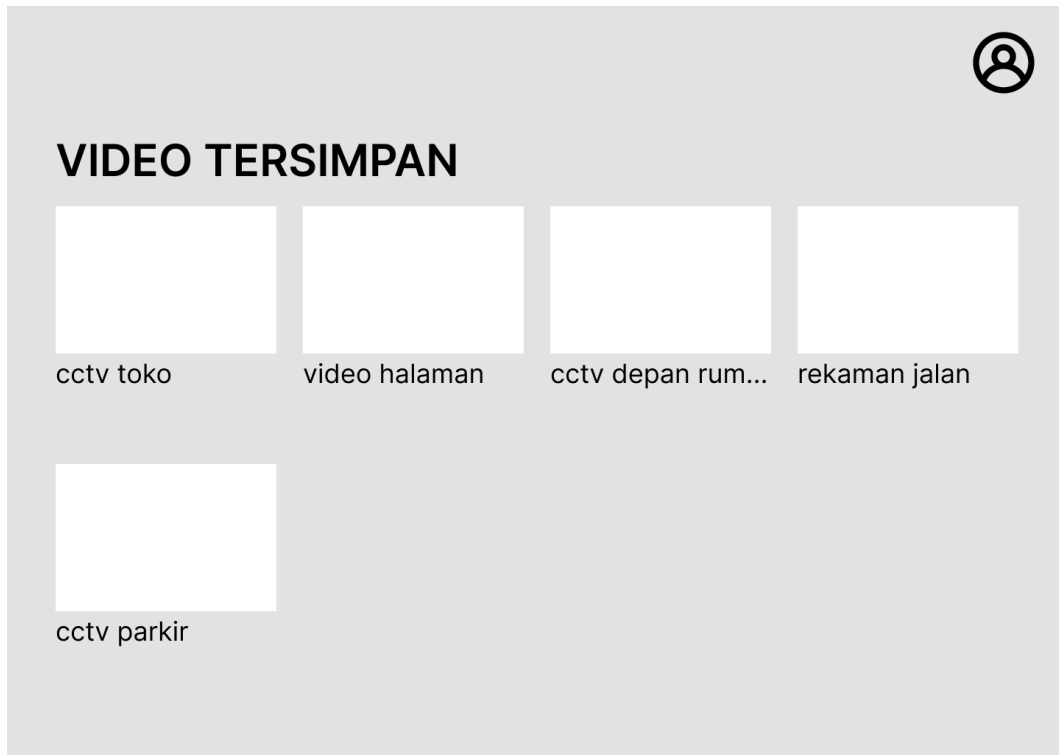 VIDEO TERSIMPAN
cctv toko
video halaman
cctv depan rum...
rekaman jalan
cctv parkir